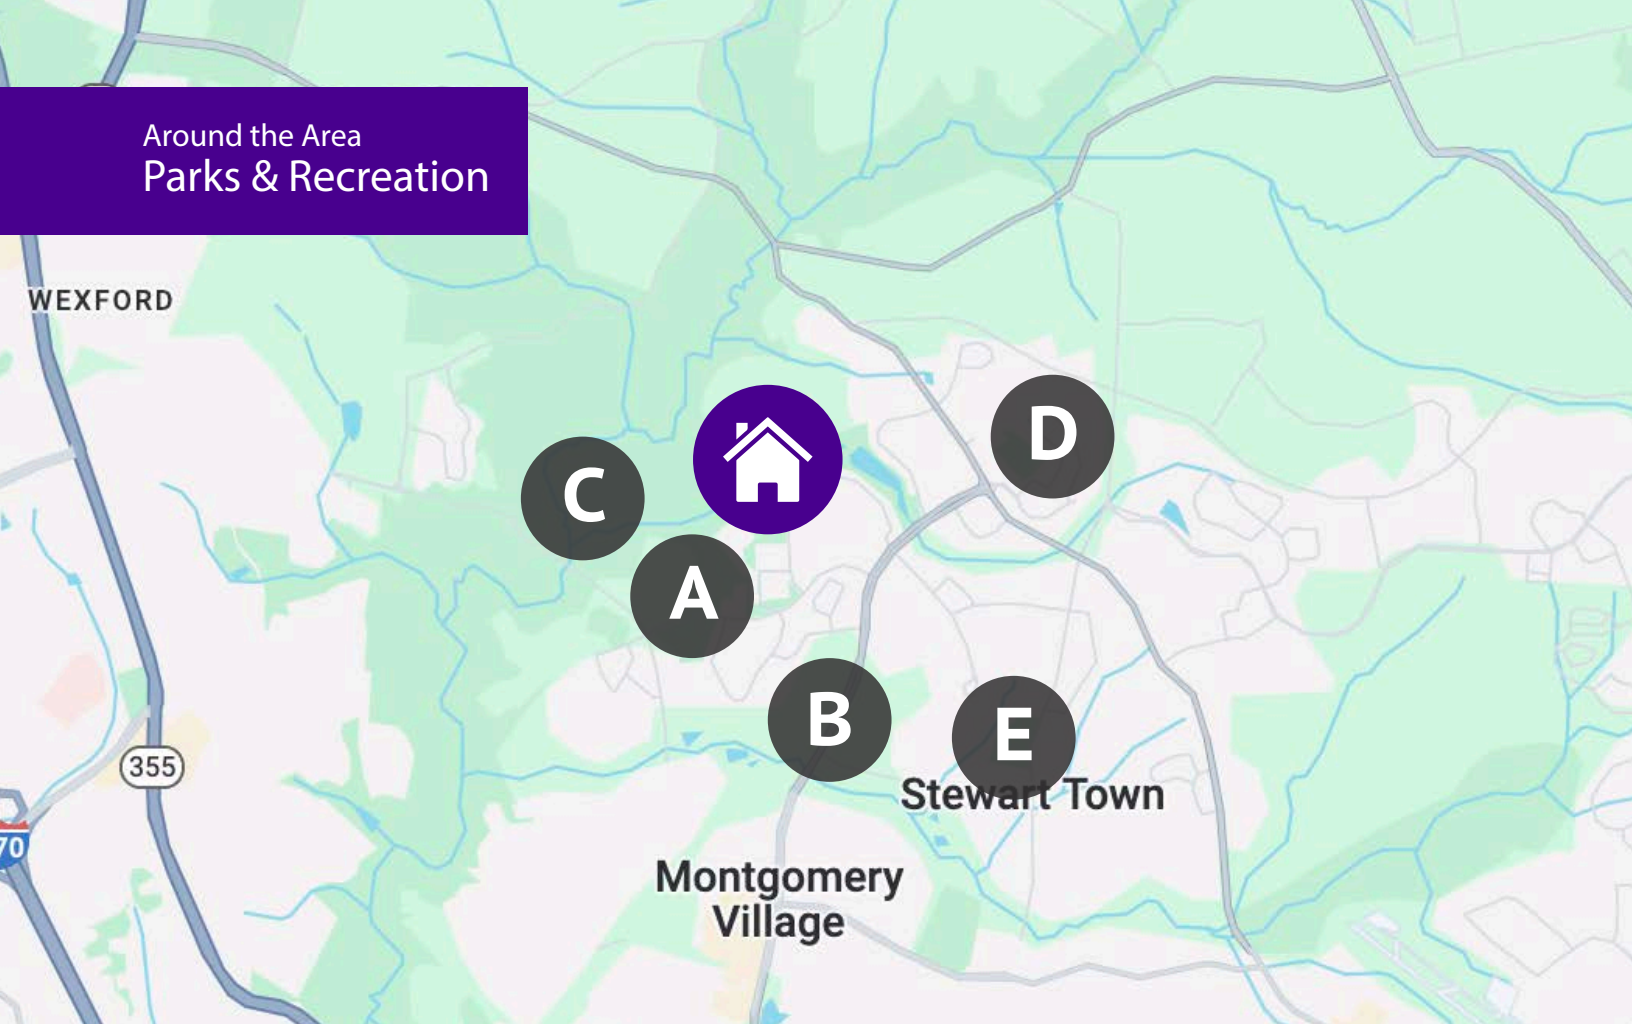 Around the Area
Parks & Recreation
WEXFORD
D
C
A
B
E
355
Stewart Town
70
Montgomery
Village